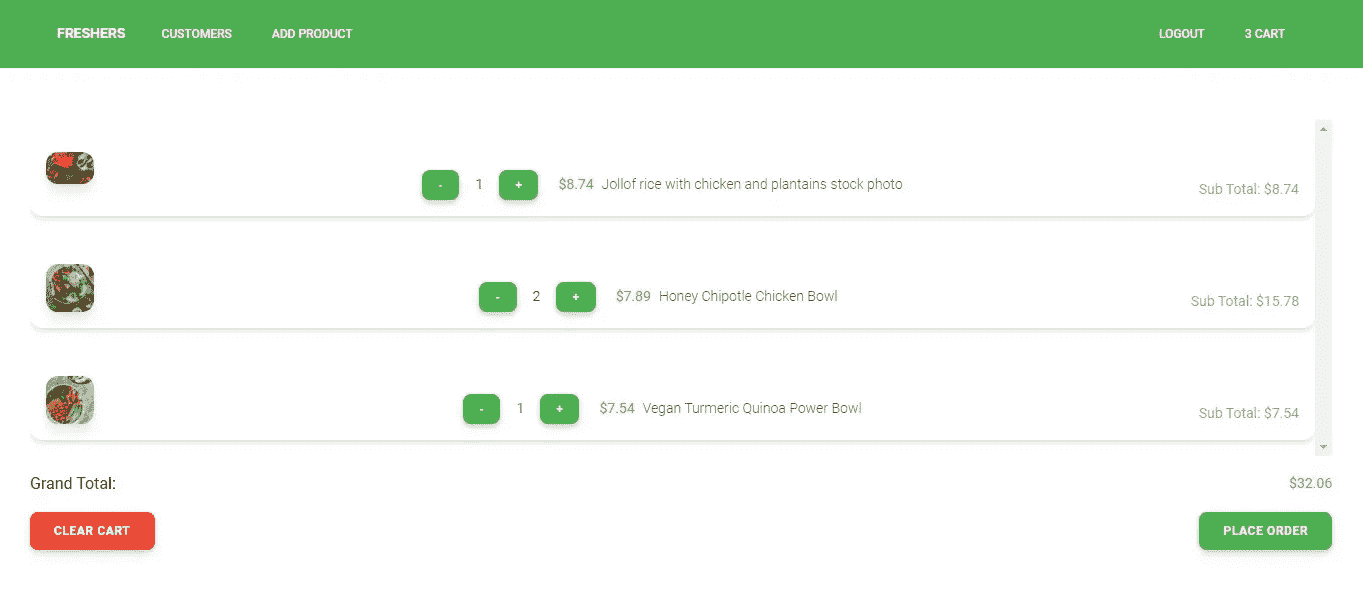 FRESHERS CUSTOMERS ADD PRODUCT LOGOUT 3 CART
- 1 + $8.74 Jollof rice with chicken and plantains stock photo Sub Total: $8.74
- 2 + $7.89 Honey Chipotle Chicken Bowl Sub Total: $15.78
- 1 + $7.54 Vegan Turmeric Quinoa Power Bowl Sub Total: $7.54
Grand Total: $32.06
CLEAR CART PLACE ORDER